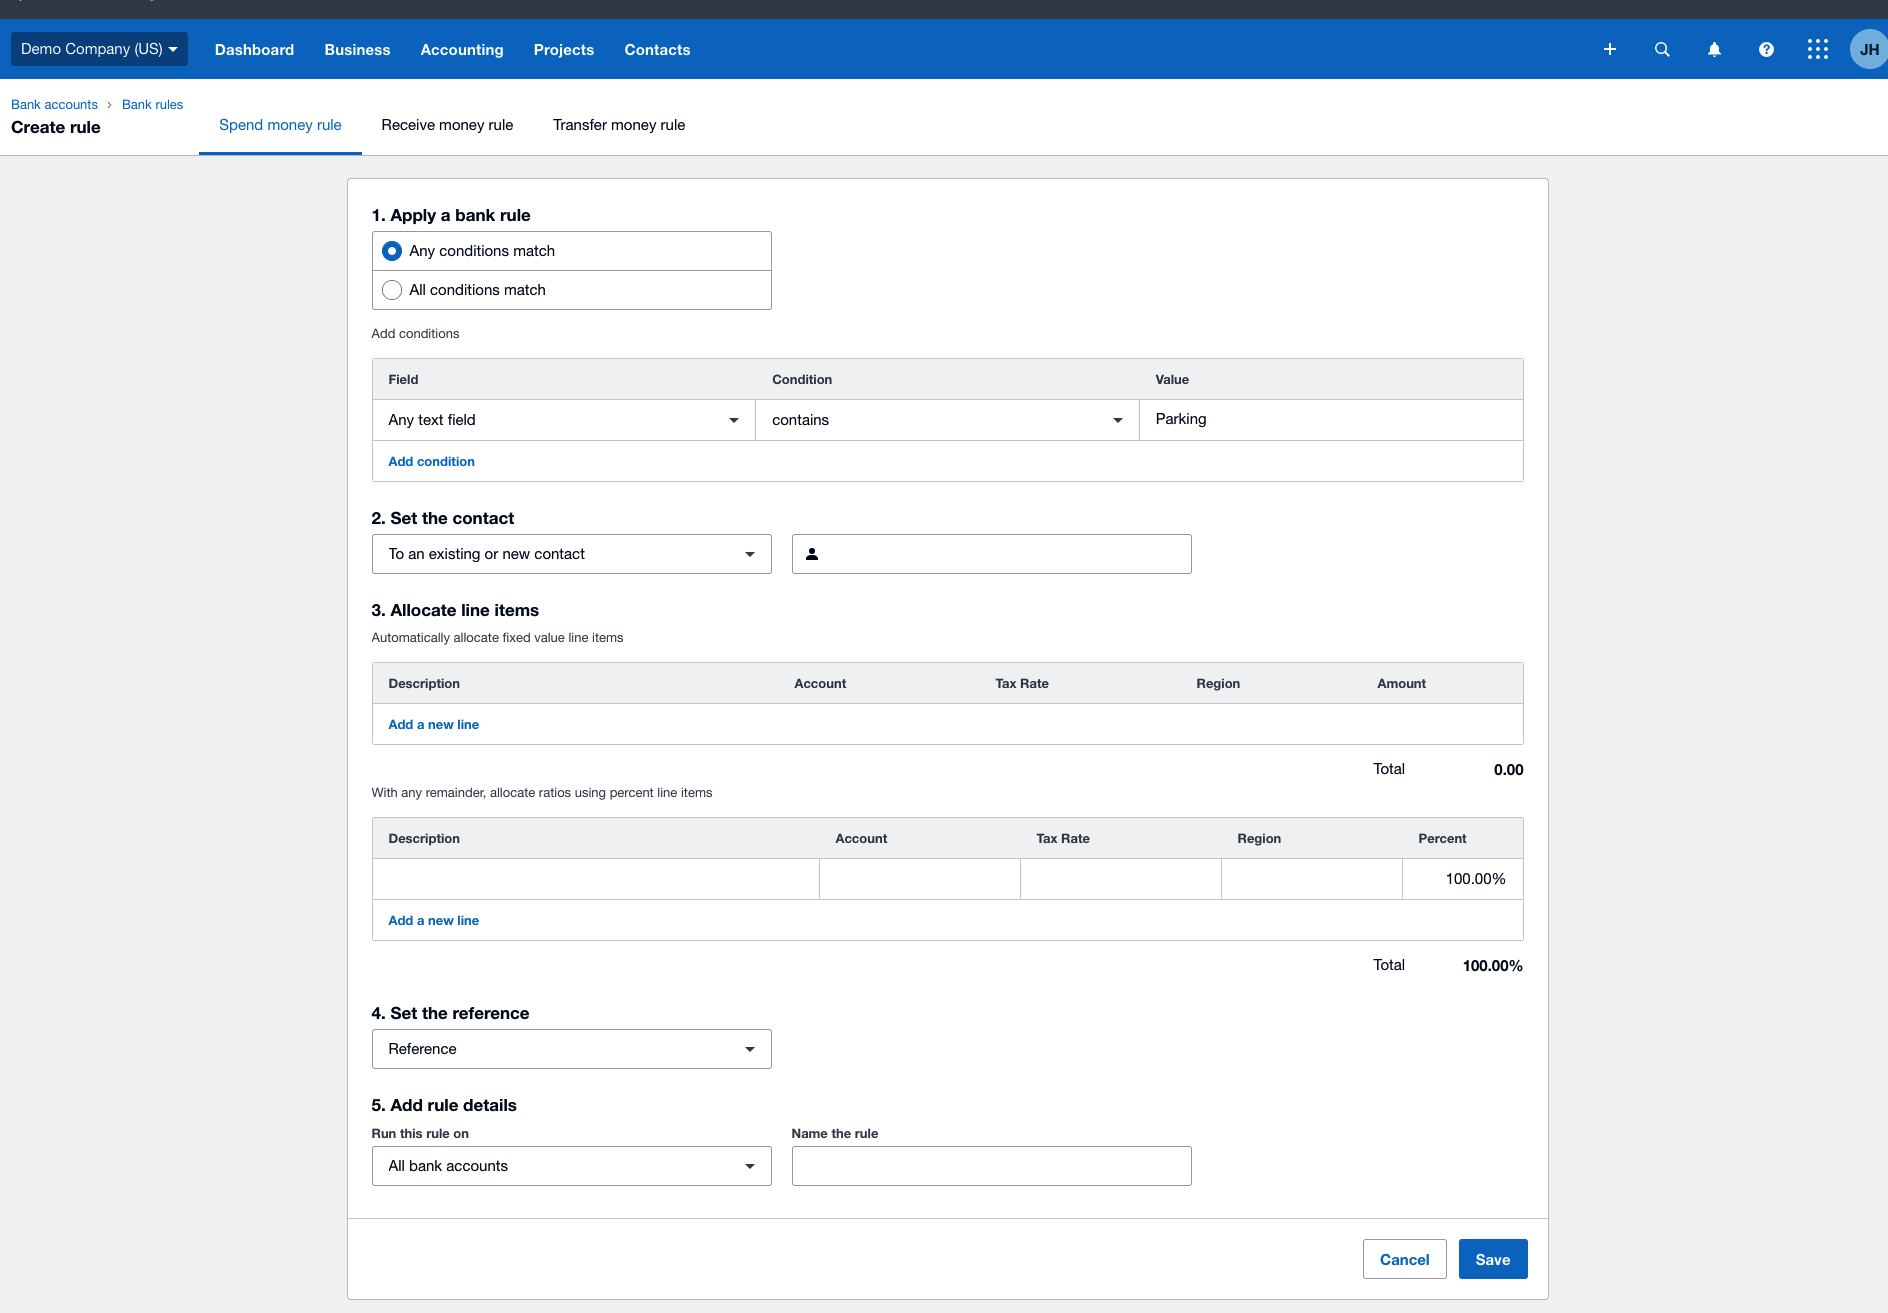 Demo Company (US) Dashboard Business Accounting Projects Contacts JH
Bank accounts › Bank rules
Create rule
Spend money rule Receive money rule Transfer money rule
1. Apply a bank rule
Any conditions match
All conditions match
Add conditions
Field Condition Value
Any text field contains Parking
Add condition
2. Set the contact
To an existing or new contact
3. Allocate line items
Automatically allocate fixed value line items
Description Account Tax Rate Region Amount
Add a new line
Total 0.00
With any remainder, allocate ratios using percent line items
Description Account Tax Rate Region Percent
100.00%
Add a new line
Total 100.00%
4. Set the reference
Reference
5. Add rule details
Run this rule on Name the rule
All bank accounts
Cancel Save